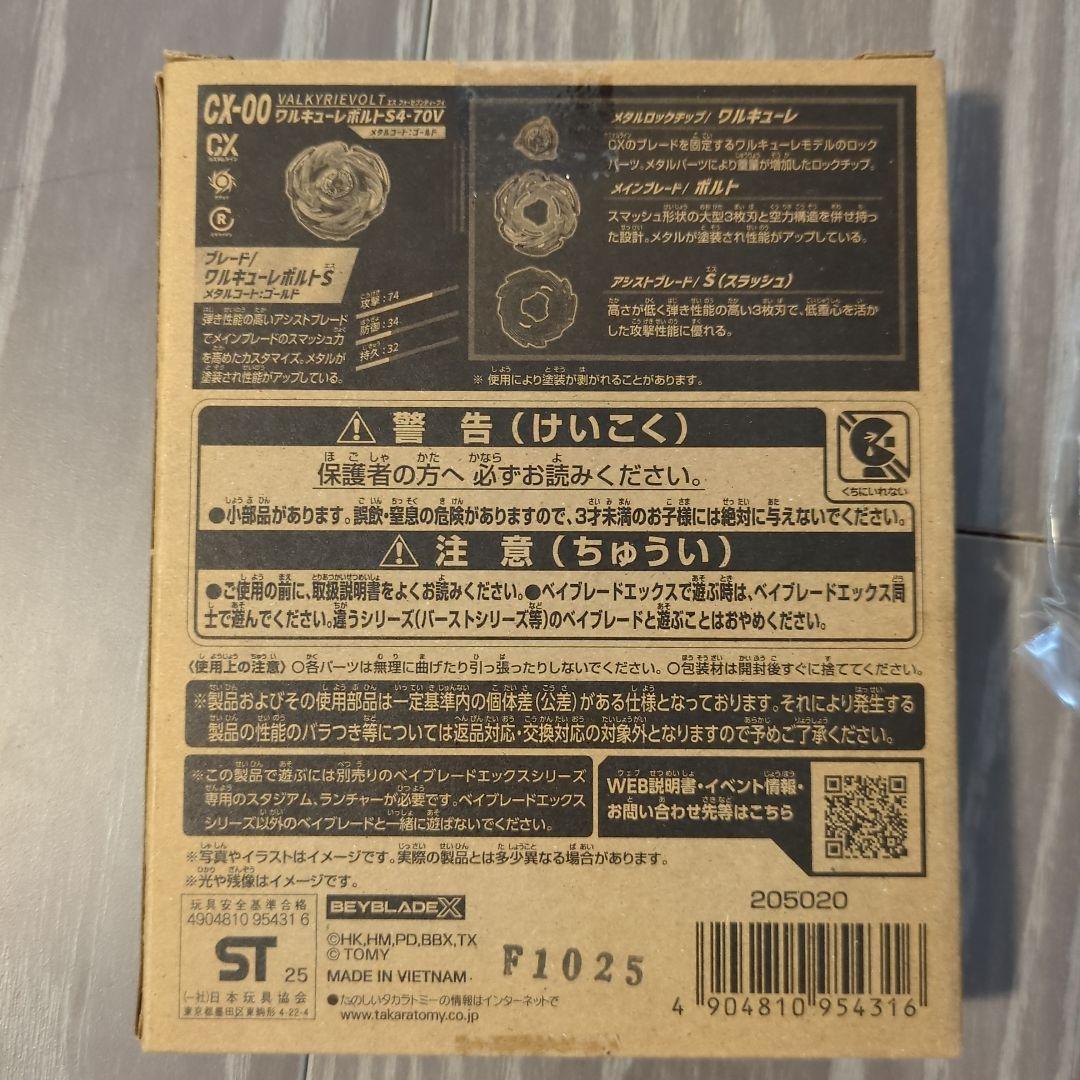 CX-00 VALKYRIEVOLT
ワルキューレボルトS4-70V
メタルコート:ゴールド
CX
ブレード/
ワルキューレボルトS
メタルコート:ゴールド
弾き性能の高いアシストブレード
でメインブレードのスマッシュ力
を高めたカスタマイズ。メタルが
塗装され性能がアップしている。
攻撃:74
防御:34
持久:32
メタルロックチップ/ ワルキューレ
CXのブレードを固定するワルキューレモデルのロック
パーツ。メタルパーツにより重量が増加したロックチップ。
メインブレード/ ボルト
スマッシュ形状の大型3枚刃と空力構造を併せ持っ
た設計。メタルが塗装され性能がアップしている。
アシストブレード/ S(スラッシュ)
高さが低く弾き性能の高い3枚刃で、低重心を活か
した攻撃性能に優れる。
※使用により塗装が剥がれることがあります。
警告(けいこく)
保護者の方へ 必ずお読みください。
くちにいれない
●小部品があります。誤飲・窒息の危険がありますので、3才未満のお子様には絶対に与えないでください。
注意(ちゅうい)
●ご使用の前に、取扱説明書をよくお読みください。●ベイブレードエックスで遊ぶ時は、ベイブレードエックス同
士で遊んでください。違うシリーズ(バーストシリーズ等)のベイブレードと遊ぶことはおやめください。
〈使用上の注意〉○各パーツは無理に曲げたり引っ張ったりしないでください。○包装材は開封後すぐに捨ててください。
※製品およびその使用部品は一定基準内の個体差(公差)がある仕様となっております。それにより発生する
製品の性能のバラつき等については返品対応・交換対応の対象外となりますので予めご了承ください。
※この製品で遊ぶには別売りのベイブレードエックスシリーズ
専用のスタジアム、ランチャーが必要です。ベイブレードエックス
シリーズ以外のベイブレードと一緒に遊ばないでください。
WEB説明書・イベント情報・
お問い合わせ先等はこちら
※写真やイラストはイメージです。実際の製品とは多少異なる場合があります。
※光や残像はイメージです。
玩具安全基準合格
4904810 95431 6
ST 25
(一社)日本玩具協会
東京都墨田区東駒形 4-22-4
BEYBLADE X
©HK,HM,PD,BBX,TX
© TOMY
MADE IN VIETNAM
F1025
●たのしいタカラトミーの情報はインターネットで
www.takaratomy.co.jp
205020
4 904810 954316